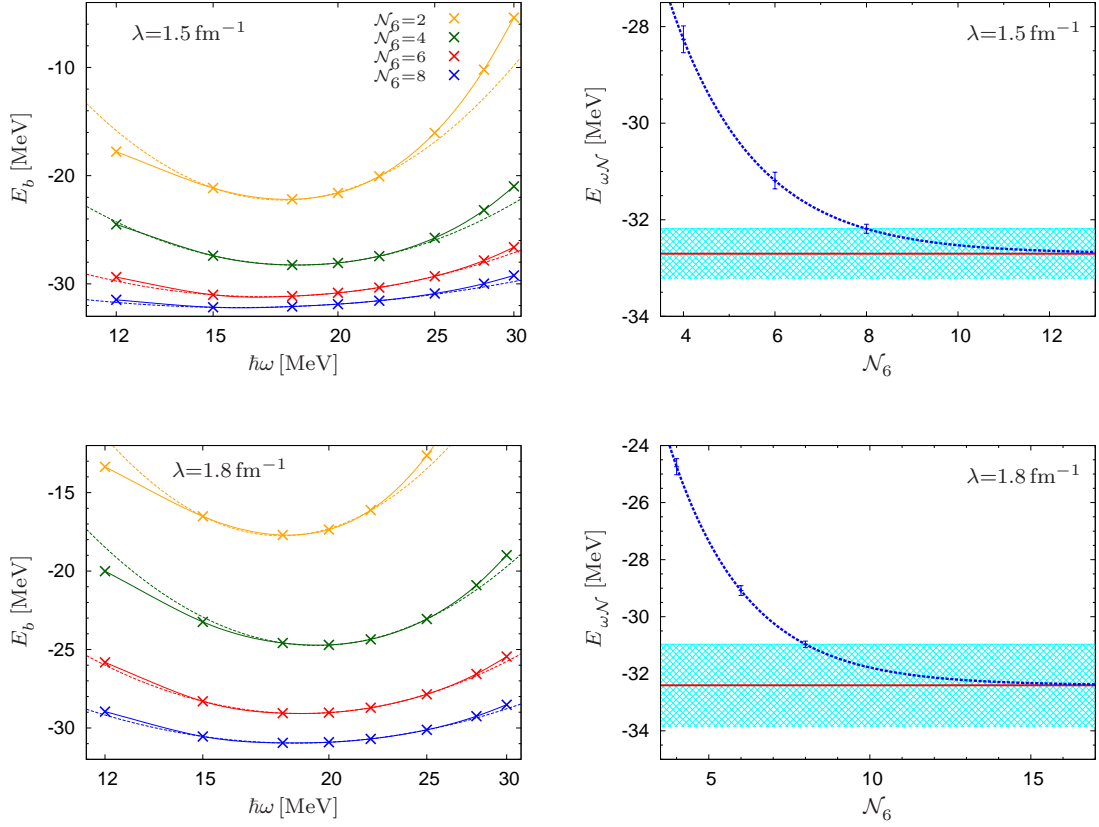 λ=1.5 fm⁻¹
𝒩₆=2
𝒩₆=4
𝒩₆=6
𝒩₆=8
E_b [MeV]
-10
-20
-30
12
15
20
25
30
ħω [MeV]
λ=1.5 fm⁻¹
E_ω𝒩 [MeV]
-28
-30
-32
-34
4
6
8
10
12
𝒩₆
λ=1.8 fm⁻¹
E_b [MeV]
-15
-20
-25
-30
12
15
20
25
30
ħω [MeV]
λ=1.8 fm⁻¹
E_ω𝒩 [MeV]
-24
-26
-28
-30
-32
-34
5
10
15
𝒩₆